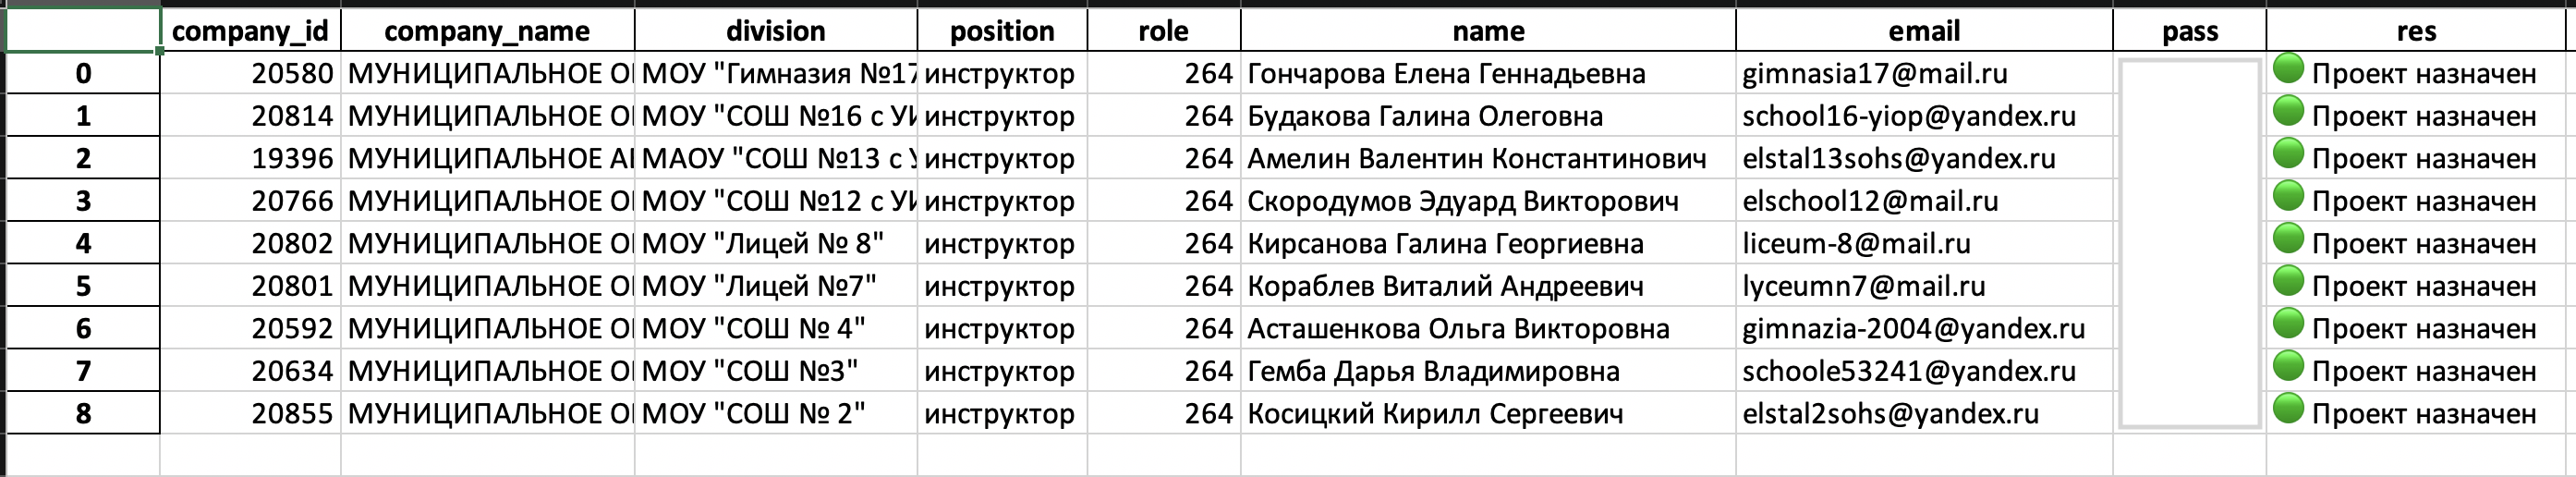 company_id company_name division position role name email pass res
0 20580 МУНИЦИПАЛЬНОЕ МОУ "Гимназия №17 инструктор 264 Гончарова Елена Геннадьевна gimnasia17@mail.ru Проект назначен
1 20814 МУНИЦИПАЛЬНОЕ МОУ "СОШ №16 с инструктор 264 Будакова Галина Олеговна school16-yiop@yandex.ru Проект назначен
2 19396 МУНИЦИПАЛЬНОЕ МАОУ "СОШ №13 с инструктор 264 Амелин Валентин Константинович elstal13sohs@yandex.ru Проект назначен
3 20766 МУНИЦИПАЛЬНОЕ МОУ "СОШ №12 с инструктор 264 Скородумов Эдуард Викторович elschool12@mail.ru Проект назначен
4 20802 МУНИЦИПАЛЬНОЕ МОУ "Лицей № 8" инструктор 264 Кирсанова Галина Георгиевна liceum-8@mail.ru Проект назначен
5 20801 МУНИЦИПАЛЬНОЕ МОУ "Лицей №7" инструктор 264 Кораблев Виталий Андреевич lyceumn7@mail.ru Проект назначен
6 20592 МУНИЦИПАЛЬНОЕ МОУ "СОШ № 4" инструктор 264 Асташенкова Ольга Викторовна gimnazia-2004@yandex.ru Проект назначен
7 20634 МУНИЦИПАЛЬНОЕ МОУ "СОШ №3" инструктор 264 Гемба Дарья Владимировна schoole53241@yandex.ru Проект назначен
8 20855 МУНИЦИПАЛЬНОЕ МОУ "СОШ № 2" инструктор 264 Косицкий Кирилл Сергеевич elstal2sohs@yandex.ru Проект назначен